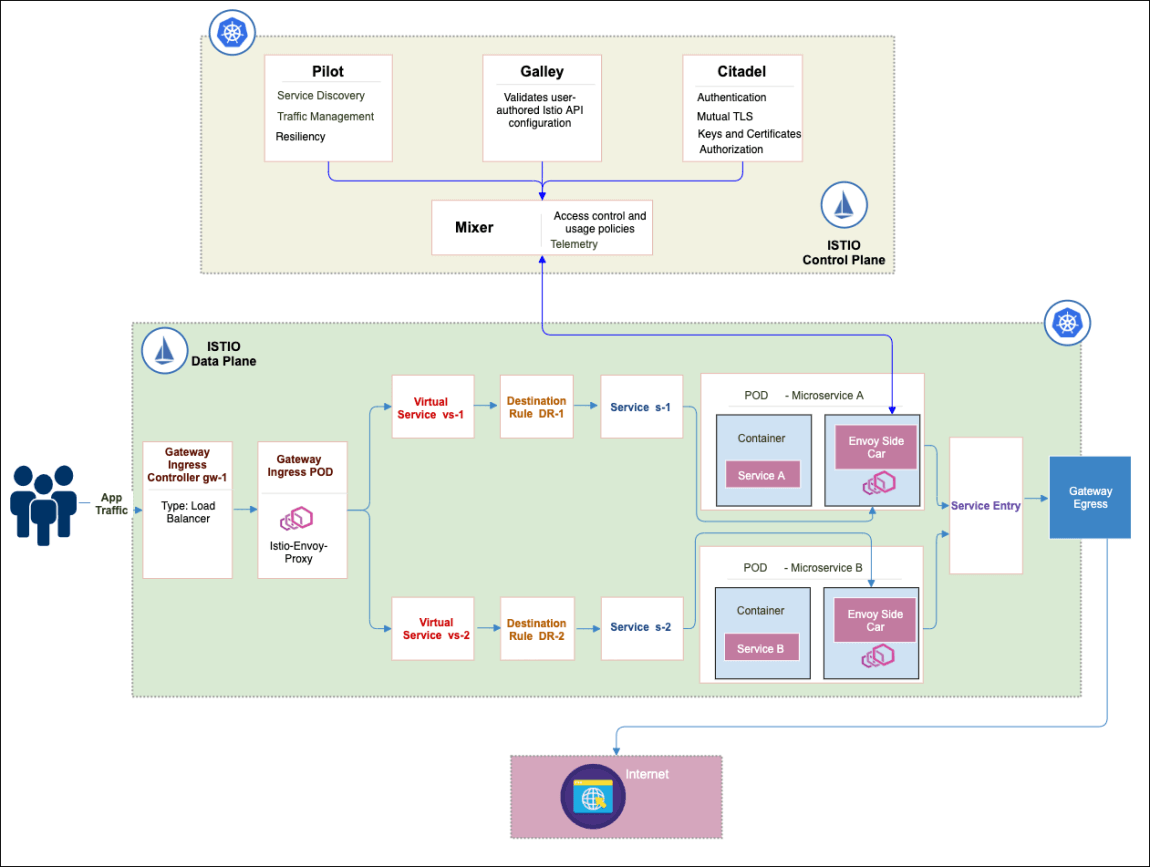 Pilot
Service Discovery
Traffic Management
Resiliency
Galley
Validates user-
authored Istio API
configuration
Citadel
Authentication
Mutual TLS
Keys and Certificates
Authorization
Mixer
Access control and
usage policies
Telemetry
ISTIO
Control Plane
ISTIO
Data Plane
App
Traffic
Gateway
Ingress
Controller gw-1
Type: Load
Balancer
Gateway
Ingress POD
Istio-Envoy-
Proxy
Virtual
Service vs-1
Destination
Rule DR-1
Service s-1
POD - Microservice A
Container
Service A
Envoy Side
Car
Virtual
Service vs-2
Destination
Rule DR-2
Service s-2
POD - Microservice B
Container
Service B
Envoy Side
Car
Service Entry
Gateway
Egress
Internet